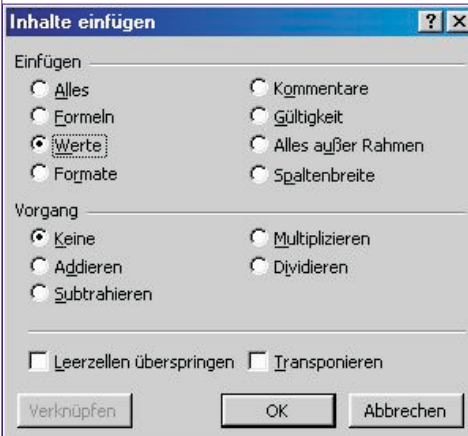 Inhalte einfügen
Einfügen
Alles
Kommentare
Formeln
Gültigkeit
Werte
Alles außer Rahmen
Formate
Spaltenbreite
Vorgang
Keine
Multiplizieren
Addieren
Dividieren
Subtrahieren
Leerzellen überspringen
Transponieren
Verknüpfen
OK
Abbrechen